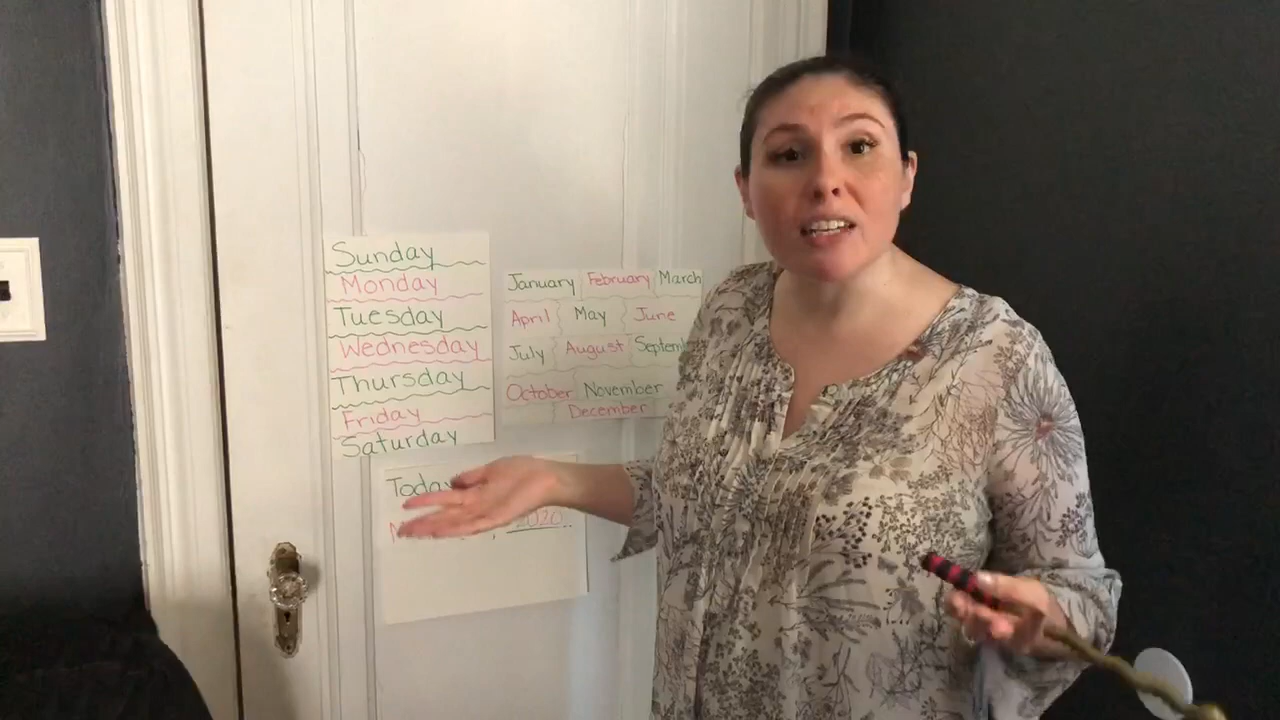 Sunday
Monday
Tuesday
Wednesday
Thursday
Friday
Saturday
January February March
April May June
July August Septemb
October November
December
Today
2020.